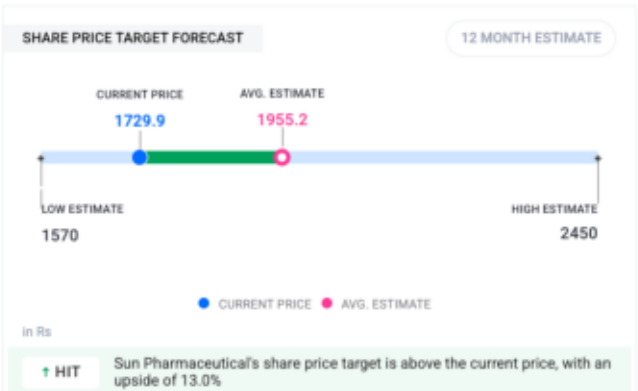 SHARE PRICE TARGET FORECAST
12 MONTH ESTIMATE
CURRENT PRICE
AVG. ESTIMATE
1729.9
1955.2
LOW ESTIMATE
HIGH ESTIMATE
1570
2450
CURRENT PRICE
AVG. ESTIMATE
in Rs
↑ HIT
Sun Pharmaceutical's share price target is above the current price, with an
upside of 13.0%